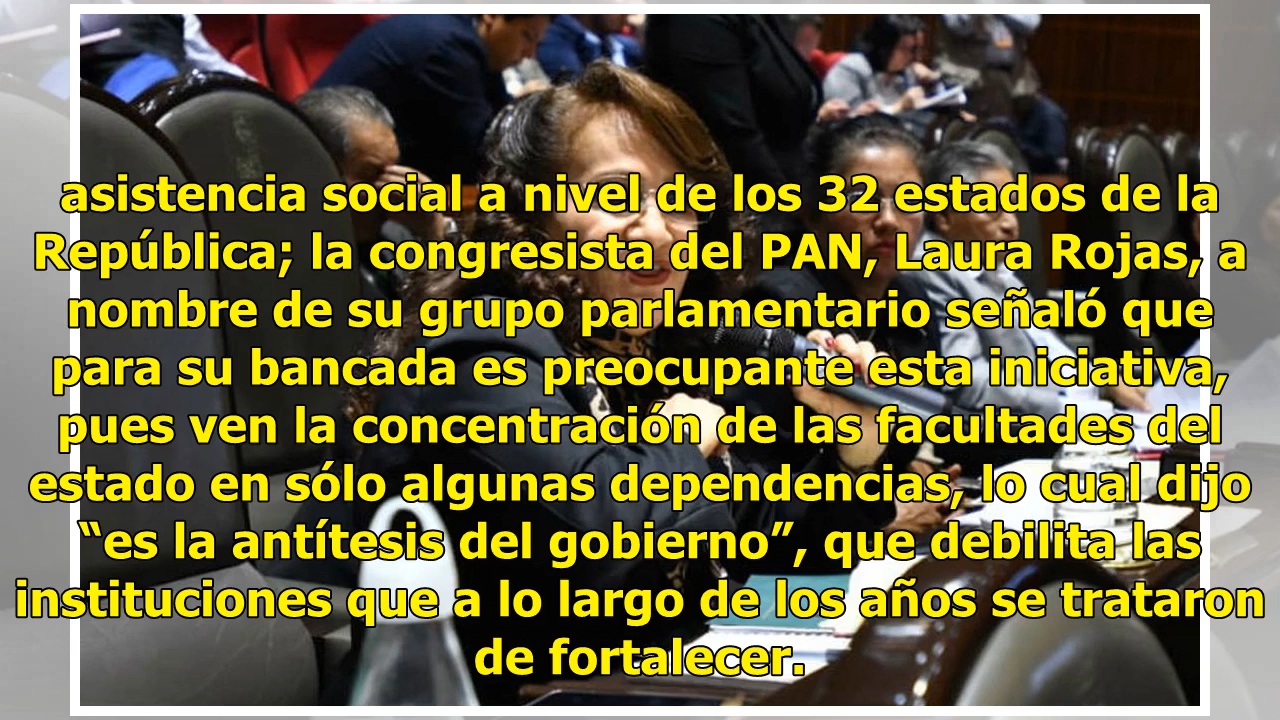 asistencia social a nivel de los 32 estados de la
República; la congresista del PAN, Laura Rojas, a
nombre de su grupo parlamentario señaló que
para su bancada es preocupante esta iniciativa,
pues ven la concentración de las facultades del
estado en sólo algunas dependencias, lo cual dijo
“es la antítesis del gobierno”, que debilita las
instituciones que a lo largo de los años se trataron
de fortalecer.